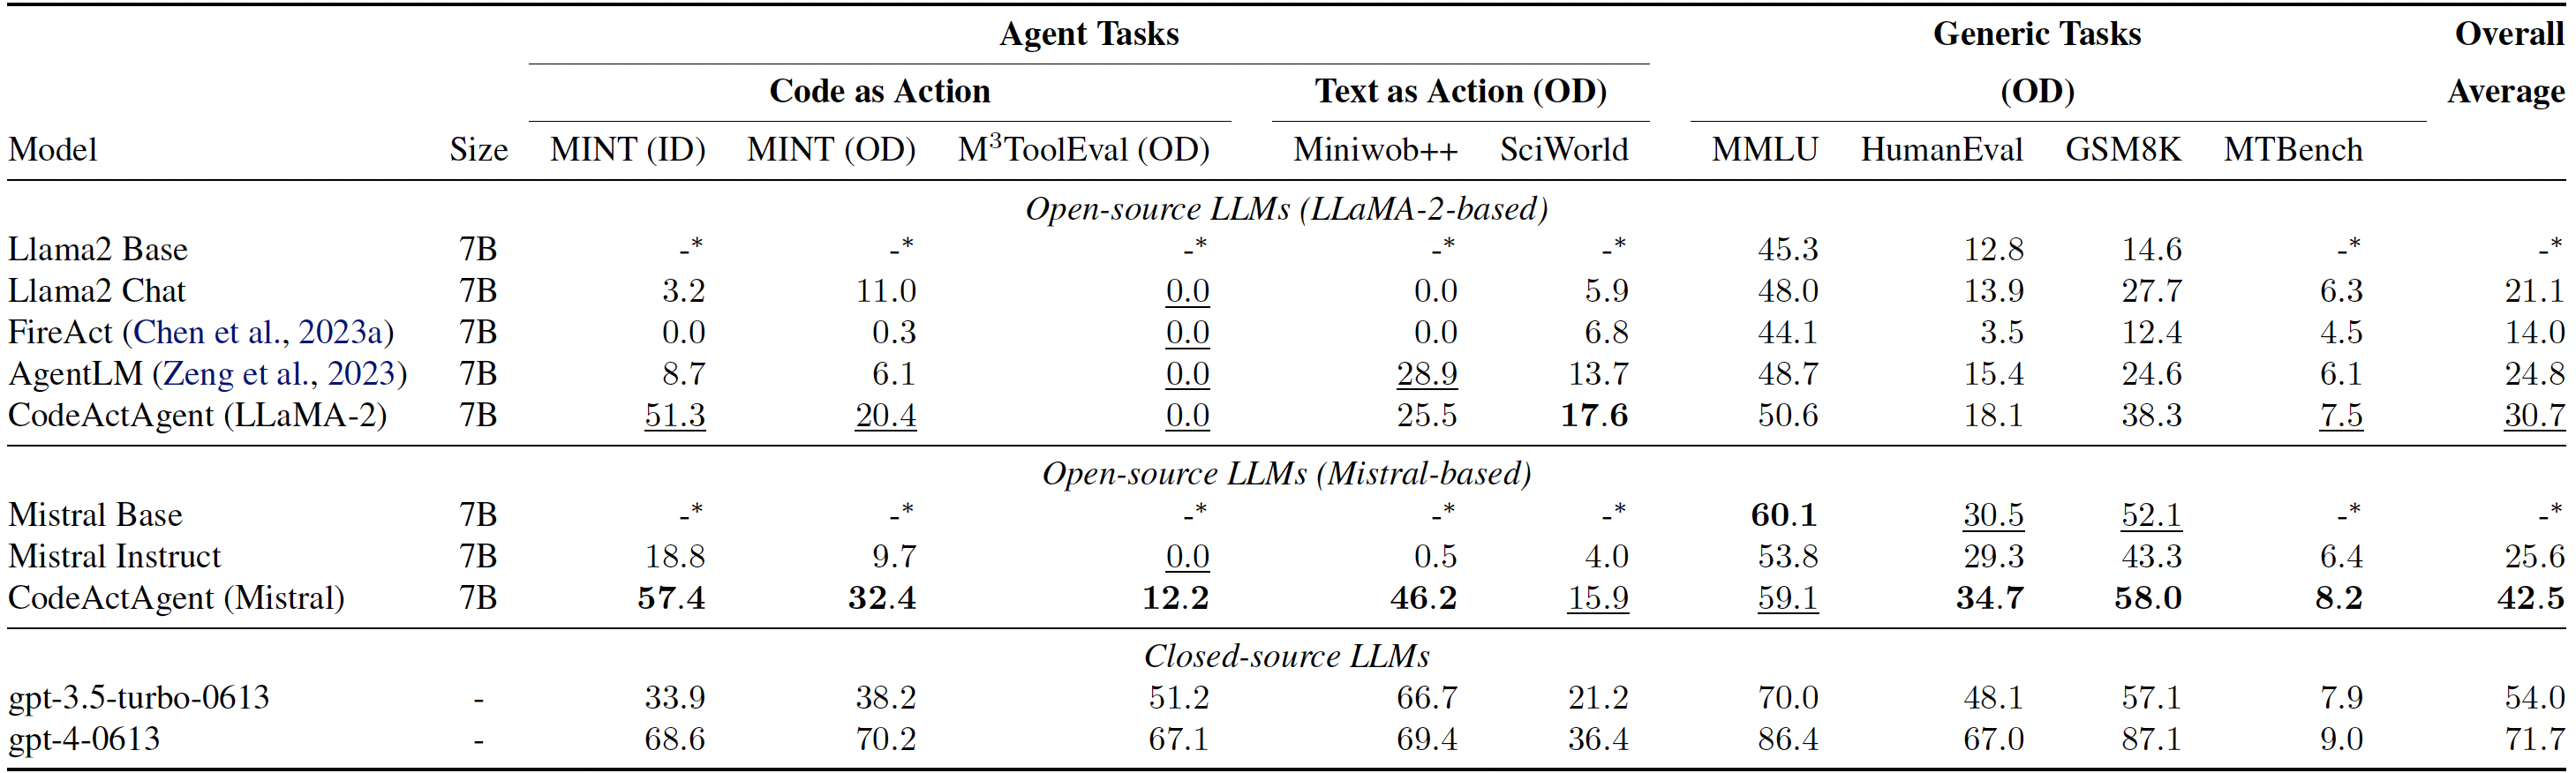 Agent Tasks Generic Tasks Overall
Code as Action Text as Action (OD) (OD) Average
Model Size MINT (ID) MINT (OD) M³ToolEval (OD) Miniwob++ SciWorld MMLU HumanEval GSM8K MTBench
Open-source LLMs (LLaMA-2-based)
Llama2 Base 7B -* -* -* -* -* 45.3 12.8 14.6 -* -*
Llama2 Chat 7B 3.2 11.0 0.0 0.0 5.9 48.0 13.9 27.7 6.3 21.1
FireAct (Chen et al., 2023a) 7B 0.0 0.3 0.0 0.0 6.8 44.1 3.5 12.4 4.5 14.0
AgentLM (Zeng et al., 2023) 7B 8.7 6.1 0.0 28.9 13.7 48.7 15.4 24.6 6.1 24.8
CodeActAgent (LLaMA-2) 7B 51.3 20.4 0.0 25.5 17.6 50.6 18.1 38.3 7.5 30.7
Open-source LLMs (Mistral-based)
Mistral Base 7B -* -* -* -* -* 60.1 30.5 52.1 -* -*
Mistral Instruct 7B 18.8 9.7 0.0 0.5 4.0 53.8 29.3 43.3 6.4 25.6
CodeActAgent (Mistral) 7B 57.4 32.4 12.2 46.2 15.9 59.1 34.7 58.0 8.2 42.5
Closed-source LLMs
gpt-3.5-turbo-0613 - 33.9 38.2 51.2 66.7 21.2 70.0 48.1 57.1 7.9 54.0
gpt-4-0613 - 68.6 70.2 67.1 69.4 36.4 86.4 67.0 87.1 9.0 71.7